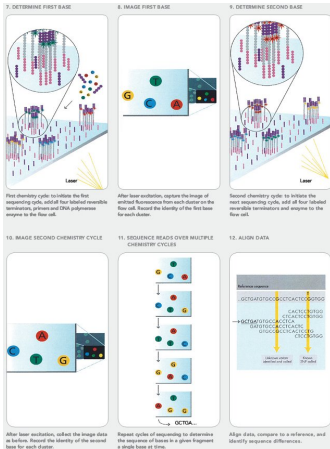 7. DETERMINE FIRST BASE
Laser
First chemistry cycle: to initiate the first
sequencing cycle, add all four labeled reversible
terminators, primers and DNA polymerase
enzyme to the flow cell.
8. IMAGE FIRST BASE
T
G
C
A
After laser excitation, capture the image of
emitted fluorescence from each cluster on the
flow cell. Record the identity of the first base
for each cluster.
9. DETERMINE SECOND BASE
Laser
Second chemistry cycle: to initiate the
next sequencing cycle, add all four labeled
reversible terminators and enzyme to the
flow cell.
10. IMAGE SECOND CHEMISTRY CYCLE
A
C
T
G
After laser excitation, collect the image data
as before. Record the identity of the second
base for each cluster.
11. SEQUENCE READS OVER MULTIPLE
CHEMISTRY CYCLES
GCTGA...
Repeat cycles of sequencing to determine
the sequence of bases in a given fragment
a single base at time.
12. ALIGN DATA
Reference sequence
Align data, compare to a reference, and
identify sequence differences.